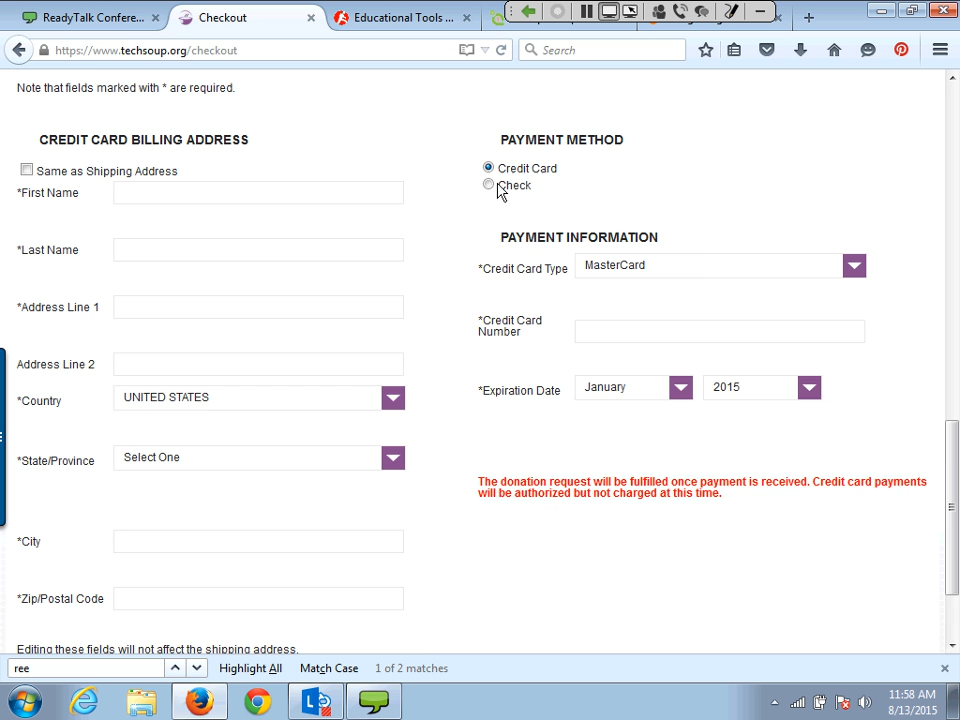 ReadyTalk Conferenc...
Checkout
Educational Tools ...
https://www.techsoup.org/checkout
Search
Note that fields marked with * are required.
CREDIT CARD BILLING ADDRESS
Same as Shipping Address
*First Name
*Last Name
*Address Line 1
Address Line 2
*Country
UNITED STATES
*State/Province
Select One
*City
*Zip/Postal Code
Editing these fields will not affect the shipping address.
PAYMENT METHOD
Credit Card
Check
PAYMENT INFORMATION
*Credit Card Type
MasterCard
*Credit Card
Number
*Expiration Date
January
2015
The donation request will be fulfilled once payment is received. Credit card payments
will be authorized but not charged at this time.
ree
Highlight All
Match Case
1 of 2 matches
11:58 AM
8/13/2015